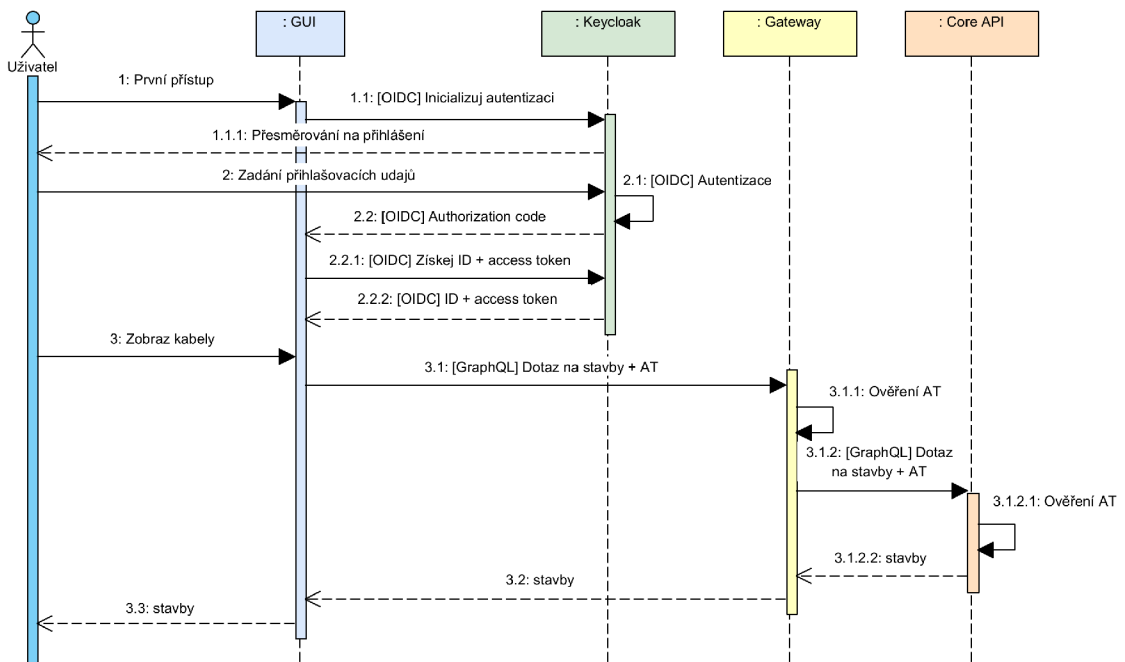 : GUI
: Keycloak
: Gateway
: Core API
Uživatel
1: První přístup
1.1: [OIDC] Inicializuj autentizaci
1.1.1: Přesměrování na přihlášení
2: Zadání přihlašovacích udajů
2.1: [OIDC] Autentizace
2.2: [OIDC] Authorization code
2.2.1: [OIDC] Získej ID + access token
2.2.2: [OIDC] ID + access token
3: Zobraz kabely
3.1: [GraphQL] Dotaz na stavby + AT
3.1.1: Ověření AT
3.1.2: [GraphQL] Dotaz
na stavby + AT
3.1.2.1: Ověření AT
3.1.2.2: stavby
3.2: stavby
3.3: stavby